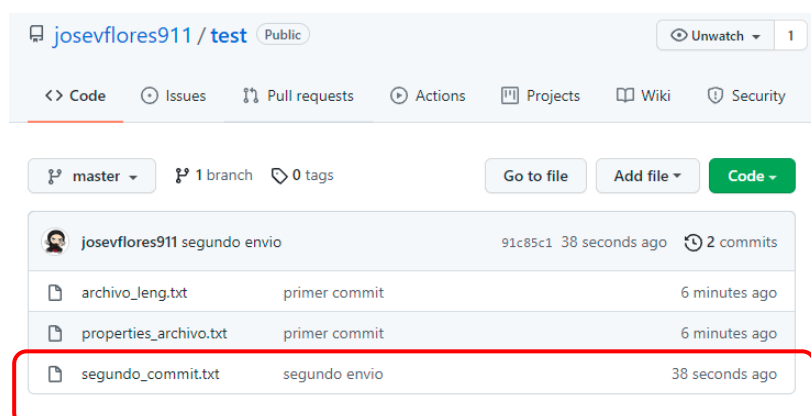 josevflores911 / test Public Unwatch 1
Code Issues Pull requests Actions Projects Wiki Security
master 1 branch 0 tags Go to file Add file Code
josevflores911 segundo envio 91c85c1 38 seconds ago 2 commits
archivo_leng.txt primer commit 6 minutes ago
properties_archivo.txt primer commit 6 minutes ago
segundo_commit.txt segundo envio 38 seconds ago